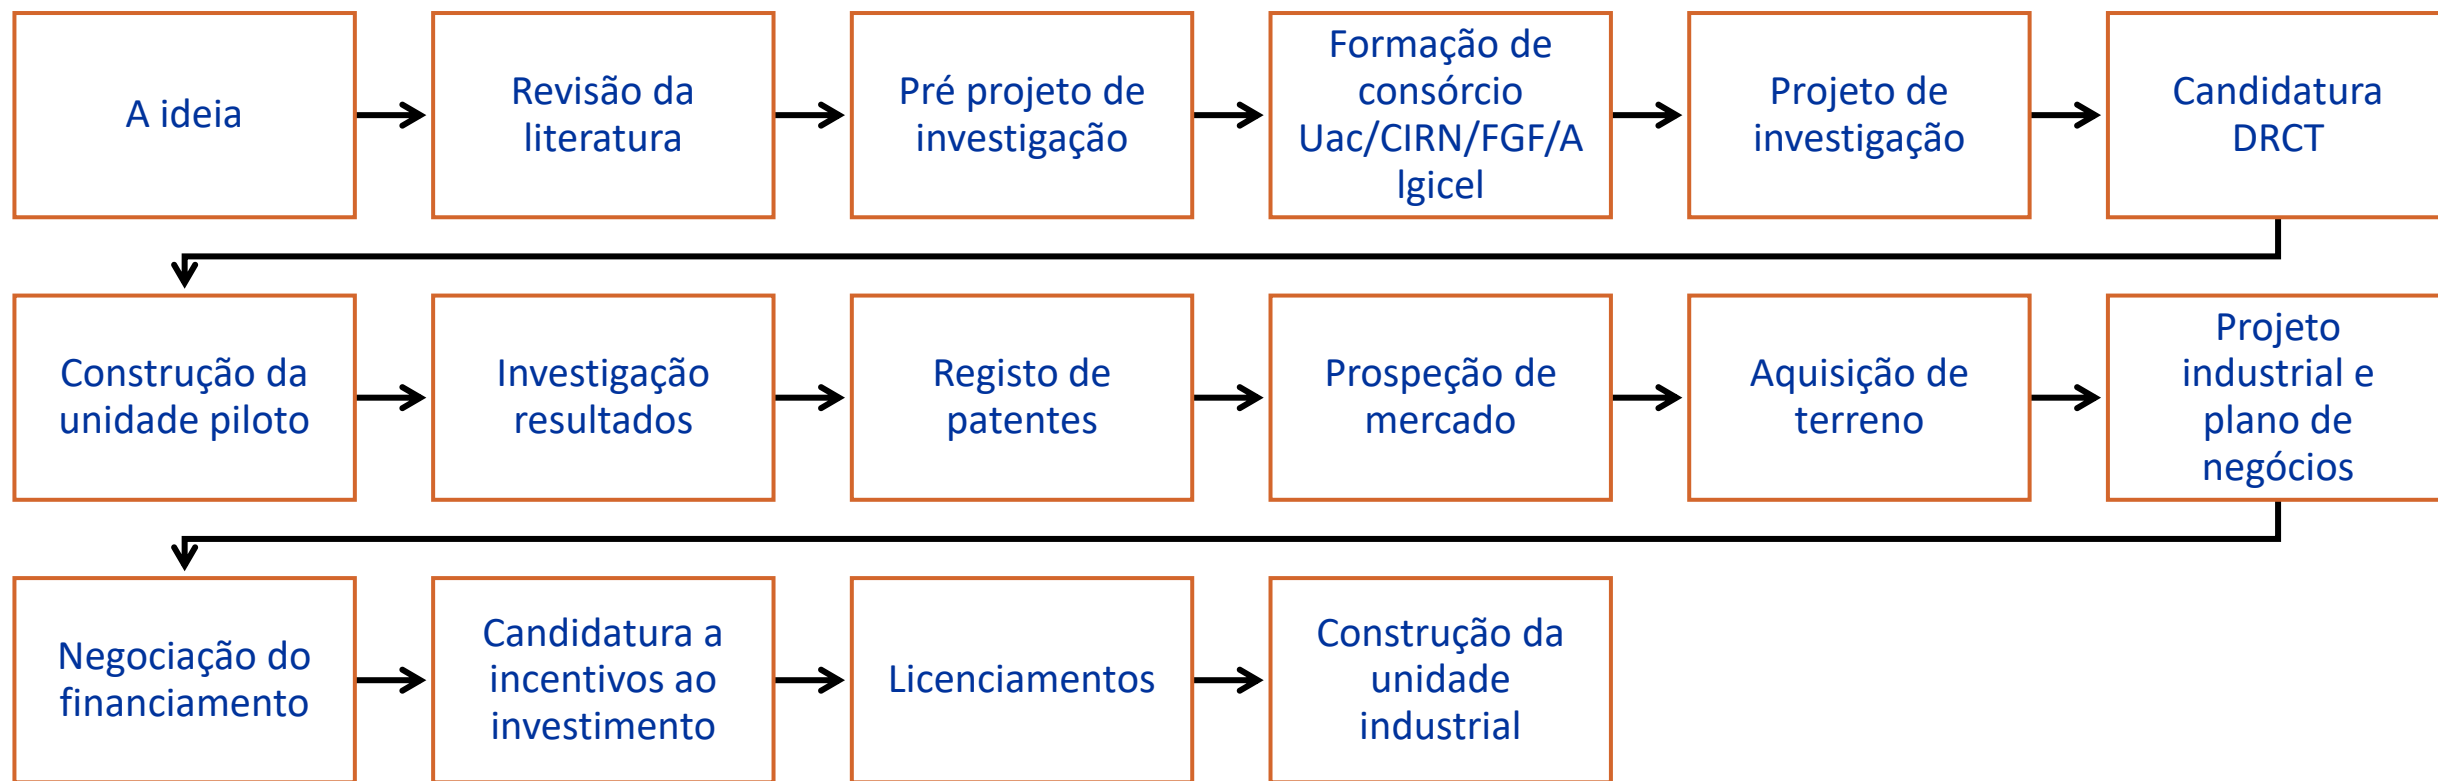 A ideia
Revisão da
literatura
Pré projeto de
investigação
Formação de
consórcio
Uac/CIRN/FGF/A
lgicel
Projeto de
investigação
Candidatura
DRCT
Construção da
unidade piloto
Investigação
resultados
Registo de
patentes
Prospeção de
mercado
Aquisição de
terreno
Projeto
industrial e
plano de
negócios
Negociação do
financiamento
Candidatura a
incentivos ao
investimento
Licenciamentos
Construção da
unidade
industrial